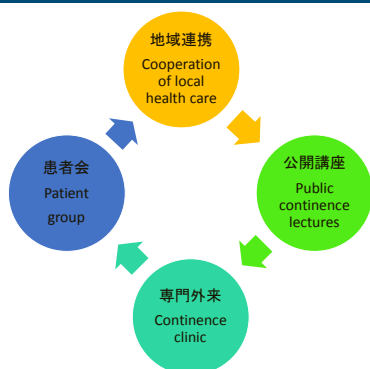 地域連携
Cooperation
of local
health care
公開講座
Public
continence
lectures
専門外来
Continence
clinic
患者会
Patient
group